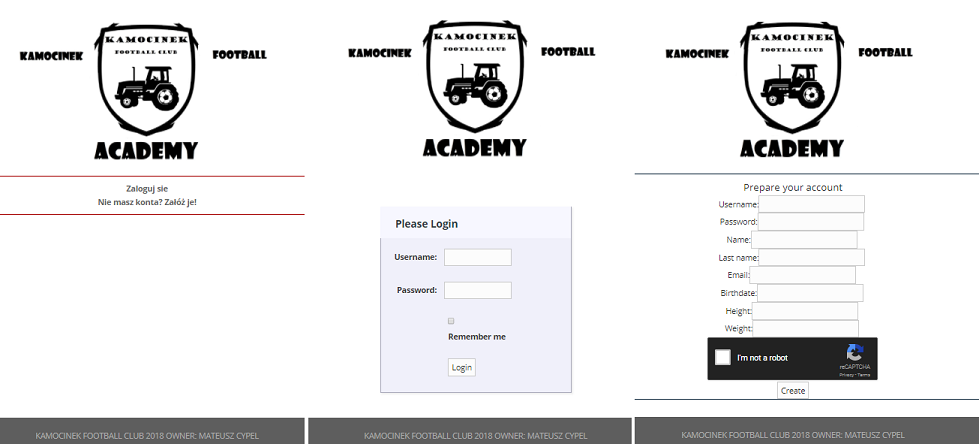 KAMOCINEK
KAMOCINEK
FOOTBALL CLUB
FOOTBALL
ACADEMY
Zaloguj sie
Nie masz konta? Załóż je!
KAMOCINEK FOOTBALL CLUB 2018 OWNER: MATEUSZ CYPEL
KAMOCINEK
KAMOCINEK
FOOTBALL CLUB
FOOTBALL
ACADEMY
Please Login
Username:
Password:
Remember me
Login
KAMOCINEK FOOTBALL CLUB 2018 OWNER: MATEUSZ CYPEL
KAMOCINEK
KAMOCINEK
FOOTBALL CLUB
FOOTBALL
ACADEMY
Prepare your account
Username:
Password:
Name:
Last name:
Email:
Birthdate:
Height:
Weight:
I'm not a robot
reCAPTCHA
Privacy - Terms
Create
KAMOCINEK FOOTBALL CLUB 2018 OWNER: MATEUSZ CYPEL